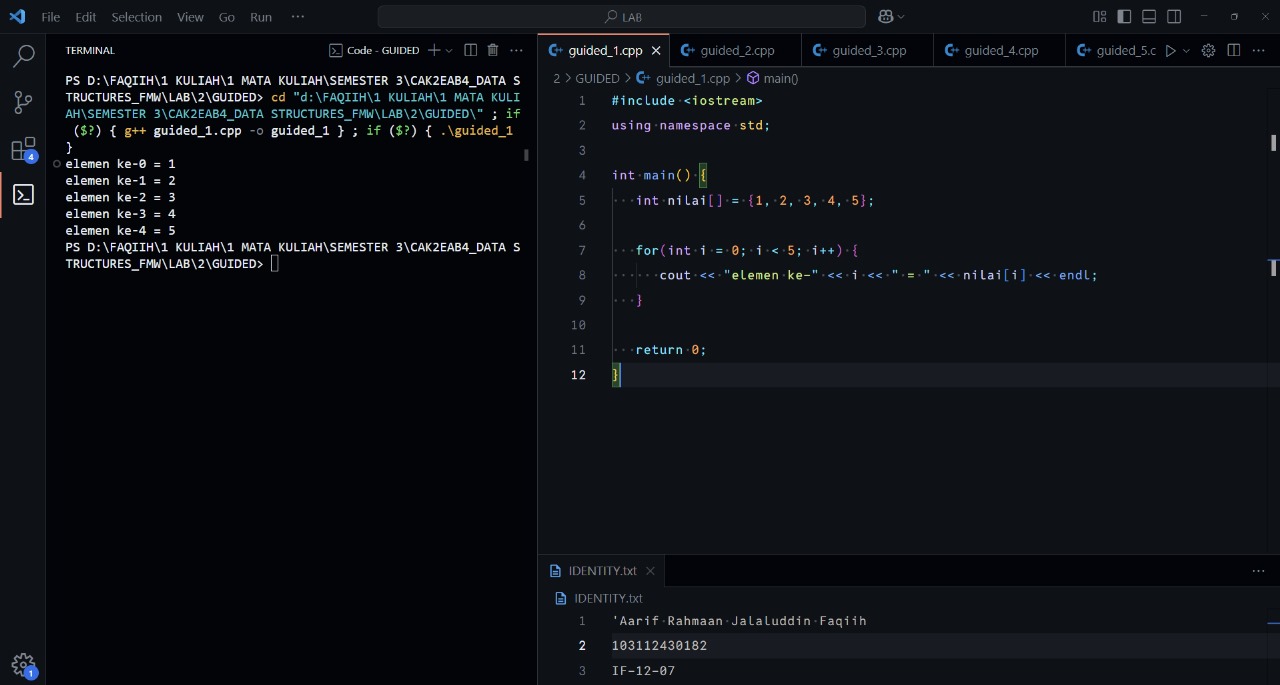 File Edit Selection View Go Run ··· LAB
TERMINAL
Code - GUIDED
PS D:\FAQIIH\1 KULIAH\1 MATA KULIAH\SEMESTER 3\CAK2EAB4_DATA S
TRUCTURES_FMW\LAB\2\GUIDED> cd "d:\FAQIIH\1 KULIAH\1 MATA KULI
AH\SEMESTER 3\CAK2EAB4_DATA STRUCTURES_FMW\LAB\2\GUIDED\" ; if
($?) { g++ guided_1.cpp -o guided_1 } ; if ($?) { .\guided_1
}
elemen ke-0 = 1
elemen ke-1 = 2
elemen ke-2 = 3
elemen ke-3 = 4
elemen ke-4 = 5
PS D:\FAQIIH\1 KULIAH\1 MATA KULIAH\SEMESTER 3\CAK2EAB4_DATA S
TRUCTURES_FMW\LAB\2\GUIDED>
4
1
guided_1.cpp guided_2.cpp guided_3.cpp guided_4.cpp guided_5.c
2 > GUIDED > guided_1.cpp > main()
1 #include <iostream>
2 using namespace std;
3
4 int main() {
5 int nilai[] = {1, 2, 3, 4, 5};
6
7 for(int i = 0; i < 5; i++) {
8 cout << "elemen ke-" << i << " = " << nilai[i] << endl;
9 }
10
11 return 0;
12 }
IDENTITY.txt
IDENTITY.txt
1 'Aarif Rahmaan Jalaluddin Faqiih
2 103112430182
3 IF-12-07